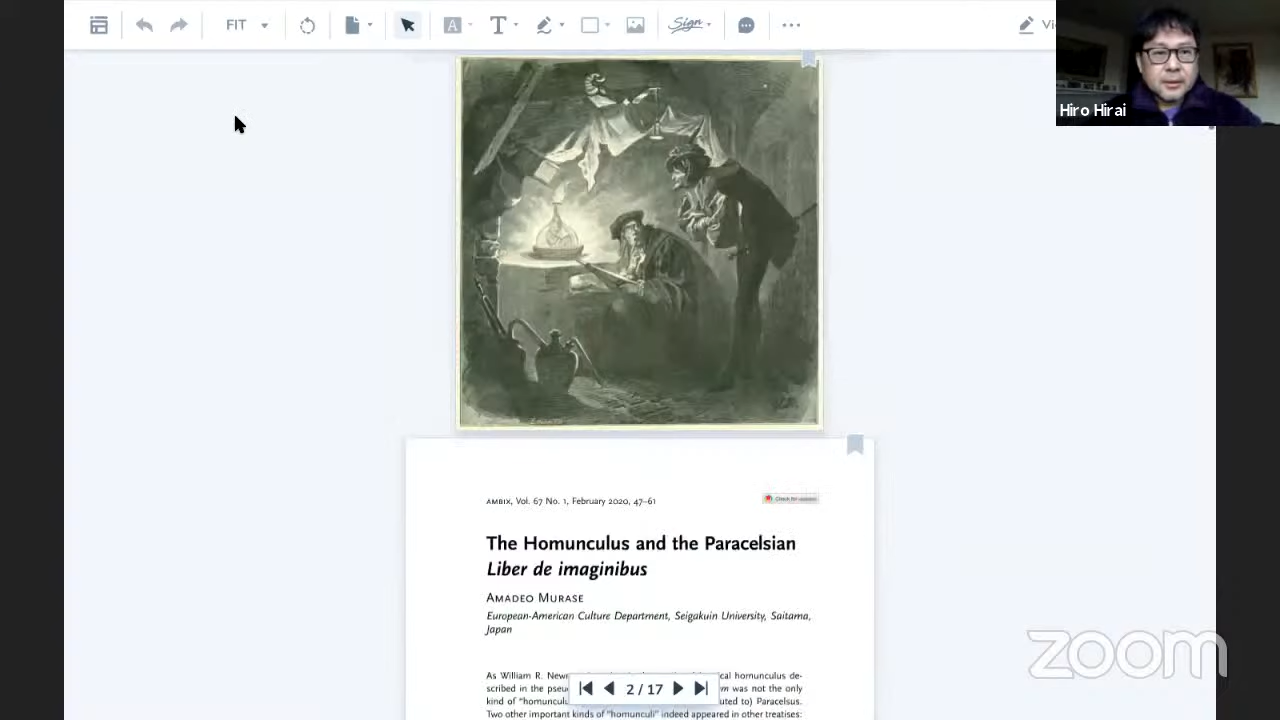 FIT
A
T
Sign
Hiro Hirai
AMBIX, Vol. 67 No. 1, February 2020, 47–61
Check for updates
The Homunculus and the Paracelsian
Liber de imaginibus
AMADEO MURASE
European-American Culture Department, Seigakuin University, Saitama,
Japan
As William R. cal homunculus de-
scribed in the was not the only
kind of uted to) Paracelsus.
Two other important kinds of “homunculi” indeed appeared in other treatises:
2 / 17
zoom